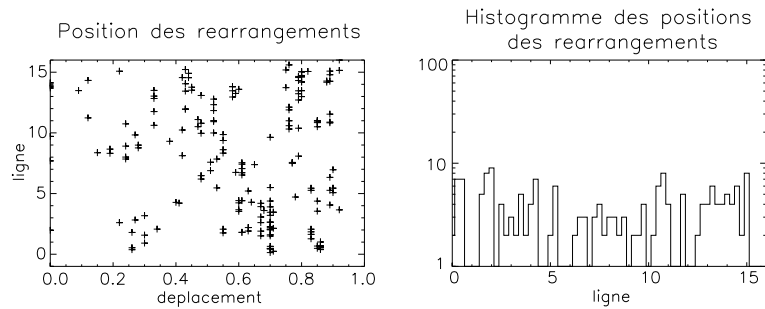 Position des rearrangements
15
10
5
0
ligne
0.0 0.2 0.4 0.6 0.8 1.0
deplacement
Histogramme des positions
des rearrangements
100
10
1
0 5 10 15
ligne